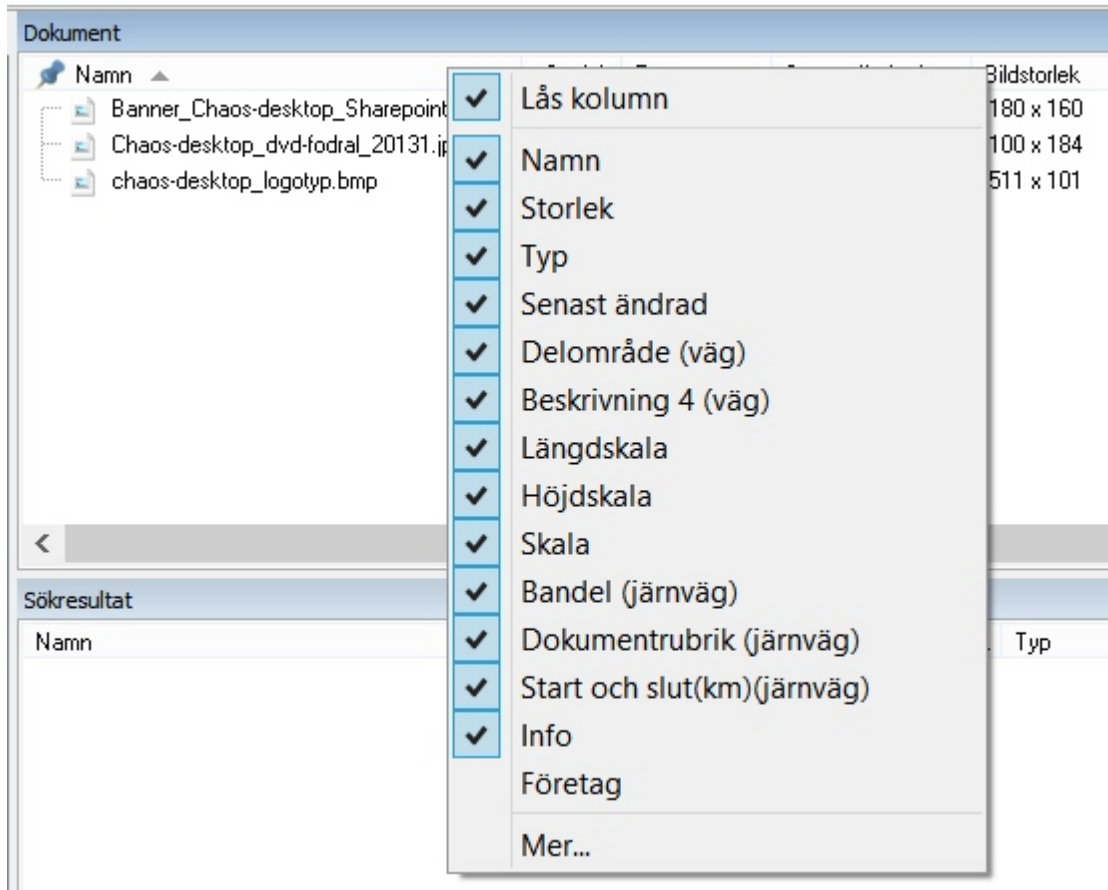 Dokument
Namn
Bildstorlek
Banner_Chaos-desktop_Sharepoint
180 x 160
Chaos-desktop_dvd-fodral_20131.jp
100 x 184
chaos-desktop_logotyp.bmp
511 x 101
Lås kolumn
Namn
Storlek
Typ
Senast ändrad
Delområde (väg)
Beskrivning 4 (väg)
Längdskala
Höjdskala
Skala
Bandel (järnväg)
Dokumentrubrik (järnväg)
Start och slut(km)(järnväg)
Info
Företag
Mer...
Sökresultat
Namn
Typ